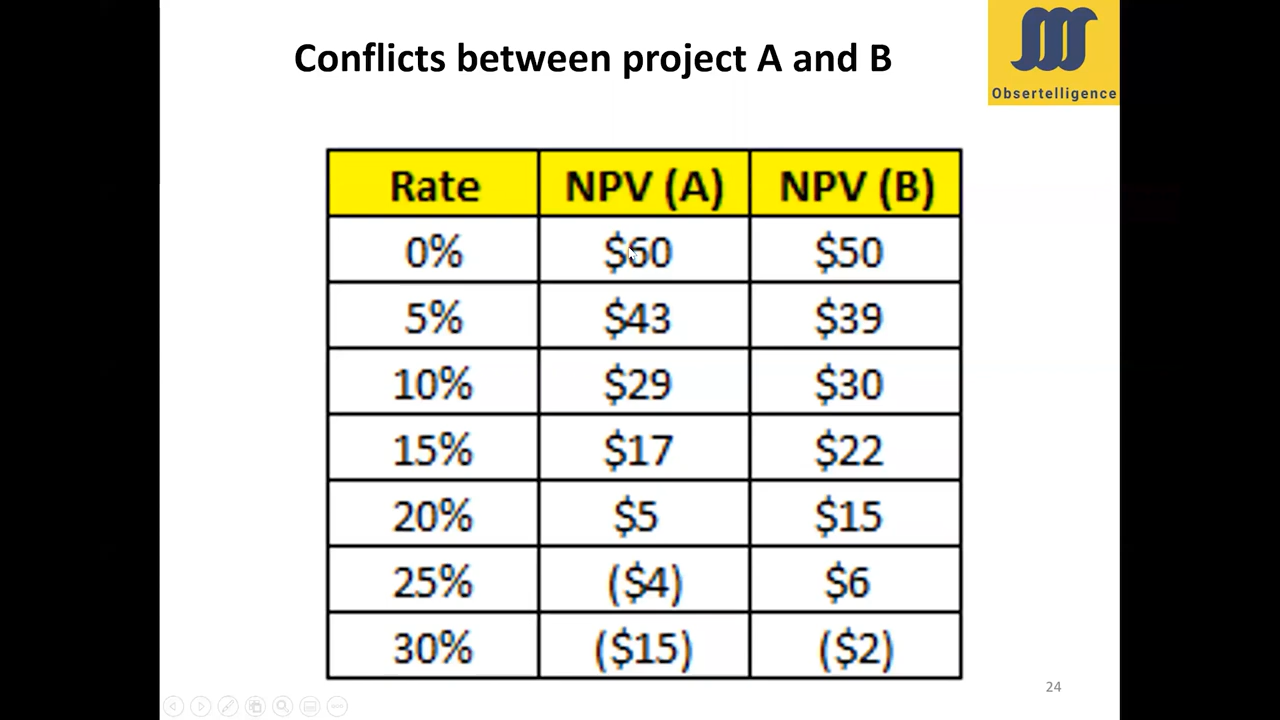 Conflicts between project A and B
Obsertelligence
Rate NPV (A) NPV (B)
0% $60 $50
5% $43 $39
10% $29 $30
15% $17 $22
20% $5 $15
25% ($4) $6
30% ($15) ($2)
24